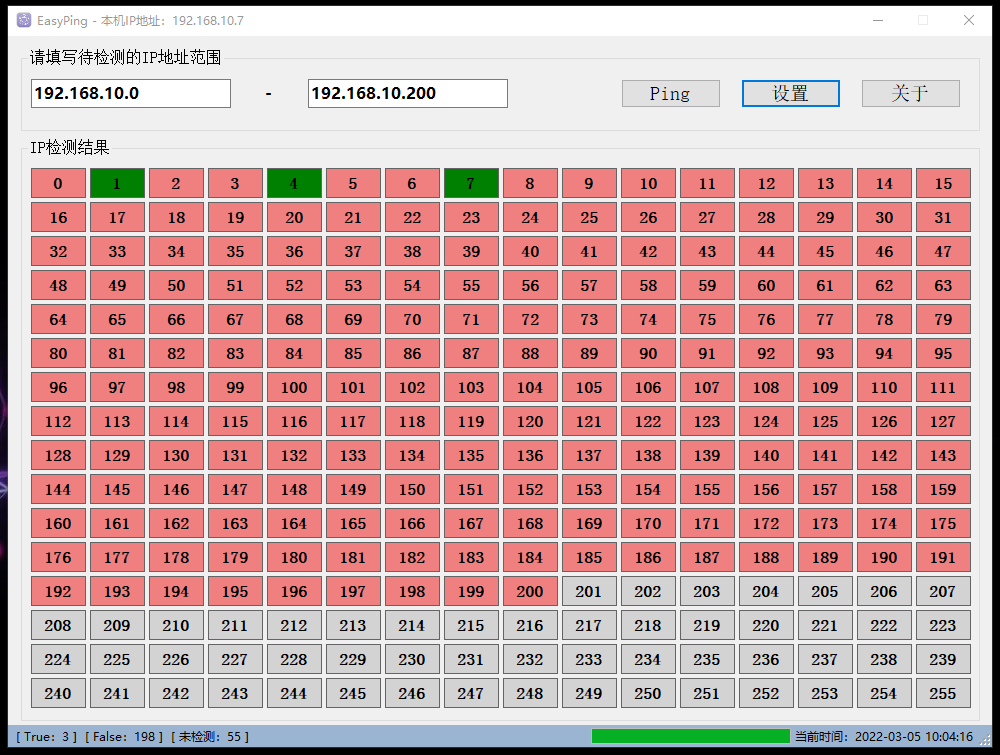 EasyPing - 本机IP地址：192.168.10.7
请填写待检测的IP地址范围
192.168.10.0 - 192.168.10.200 Ping 设置 关于
IP检测结果
0 1 2 3 4 5 6 7 8 9 10 11 12 13 14 15
16 17 18 19 20 21 22 23 24 25 26 27 28 29 30 31
32 33 34 35 36 37 38 39 40 41 42 43 44 45 46 47
48 49 50 51 52 53 54 55 56 57 58 59 60 61 62 63
64 65 66 67 68 69 70 71 72 73 74 75 76 77 78 79
80 81 82 83 84 85 86 87 88 89 90 91 92 93 94 95
96 97 98 99 100 101 102 103 104 105 106 107 108 109 110 111
112 113 114 115 116 117 118 119 120 121 122 123 124 125 126 127
128 129 130 131 132 133 134 135 136 137 138 139 140 141 142 143
144 145 146 147 148 149 150 151 152 153 154 155 156 157 158 159
160 161 162 163 164 165 166 167 168 169 170 171 172 173 174 175
176 177 178 179 180 181 182 183 184 185 186 187 188 189 190 191
192 193 194 195 196 197 198 199 200 201 202 203 204 205 206 207
208 209 210 211 212 213 214 215 216 217 218 219 220 221 222 223
224 225 226 227 228 229 230 231 232 233 234 235 236 237 238 239
240 241 242 243 244 245 246 247 248 249 250 251 252 253 254 255
[ True: 3 ] [ False: 198 ] [ 未检测: 55 ] 当前时间：2022-03-05 10:04:16